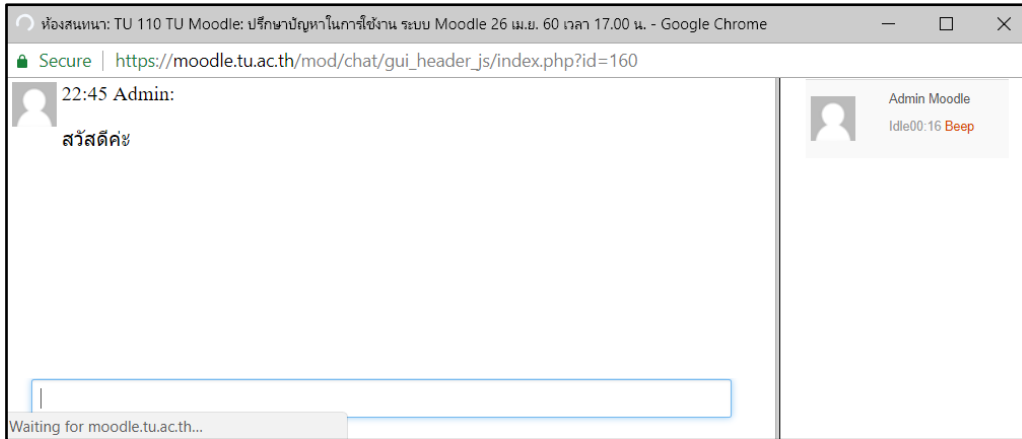 ห้องสนทนา: TU 110 TU Moodle: ปรึกษาปัญหาในการใช้งาน ระบบ Moodle 26 เม.ย. 60 เวลา 17.00 น. - Google Chrome
Secure | https://moodle.tu.ac.th/mod/chat/gui_header_js/index.php?id=160
22:45 Admin:
สวัสดีค่ะ
Admin Moodle
Idle00:16 Beep
Waiting for moodle.tu.ac.th...